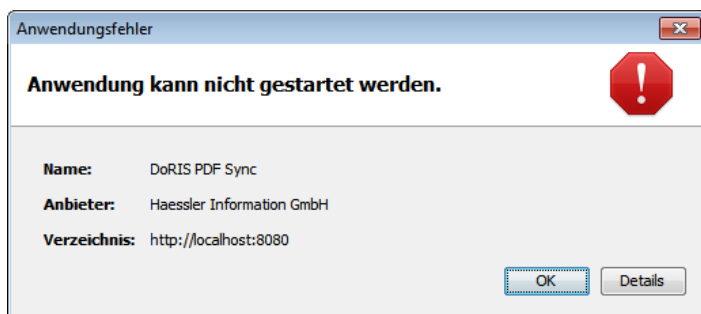 Anwendungsfehler
Anwendung kann nicht gestartet werden.
Name: DoRIS PDF Sync
Anbieter: Haessler Information GmbH
Verzeichnis: http://localhost:8080
OK Details